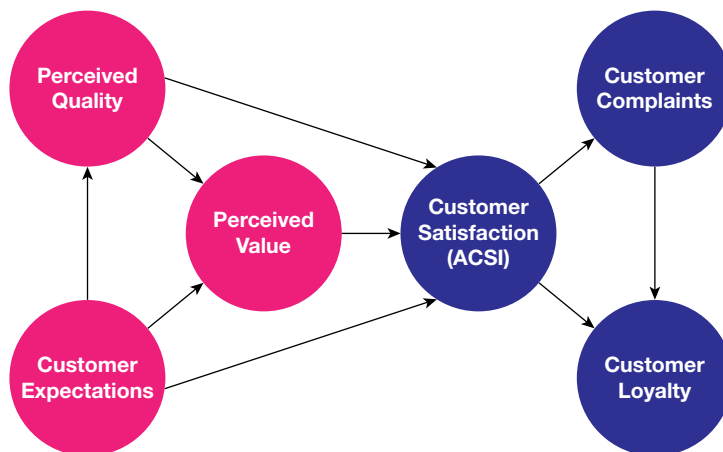 Perceived
Quality
Customer
Complaints
Perceived
Value
Customer
Satisfaction
(ACSI)
Customer
Expectations
Customer
Loyalty